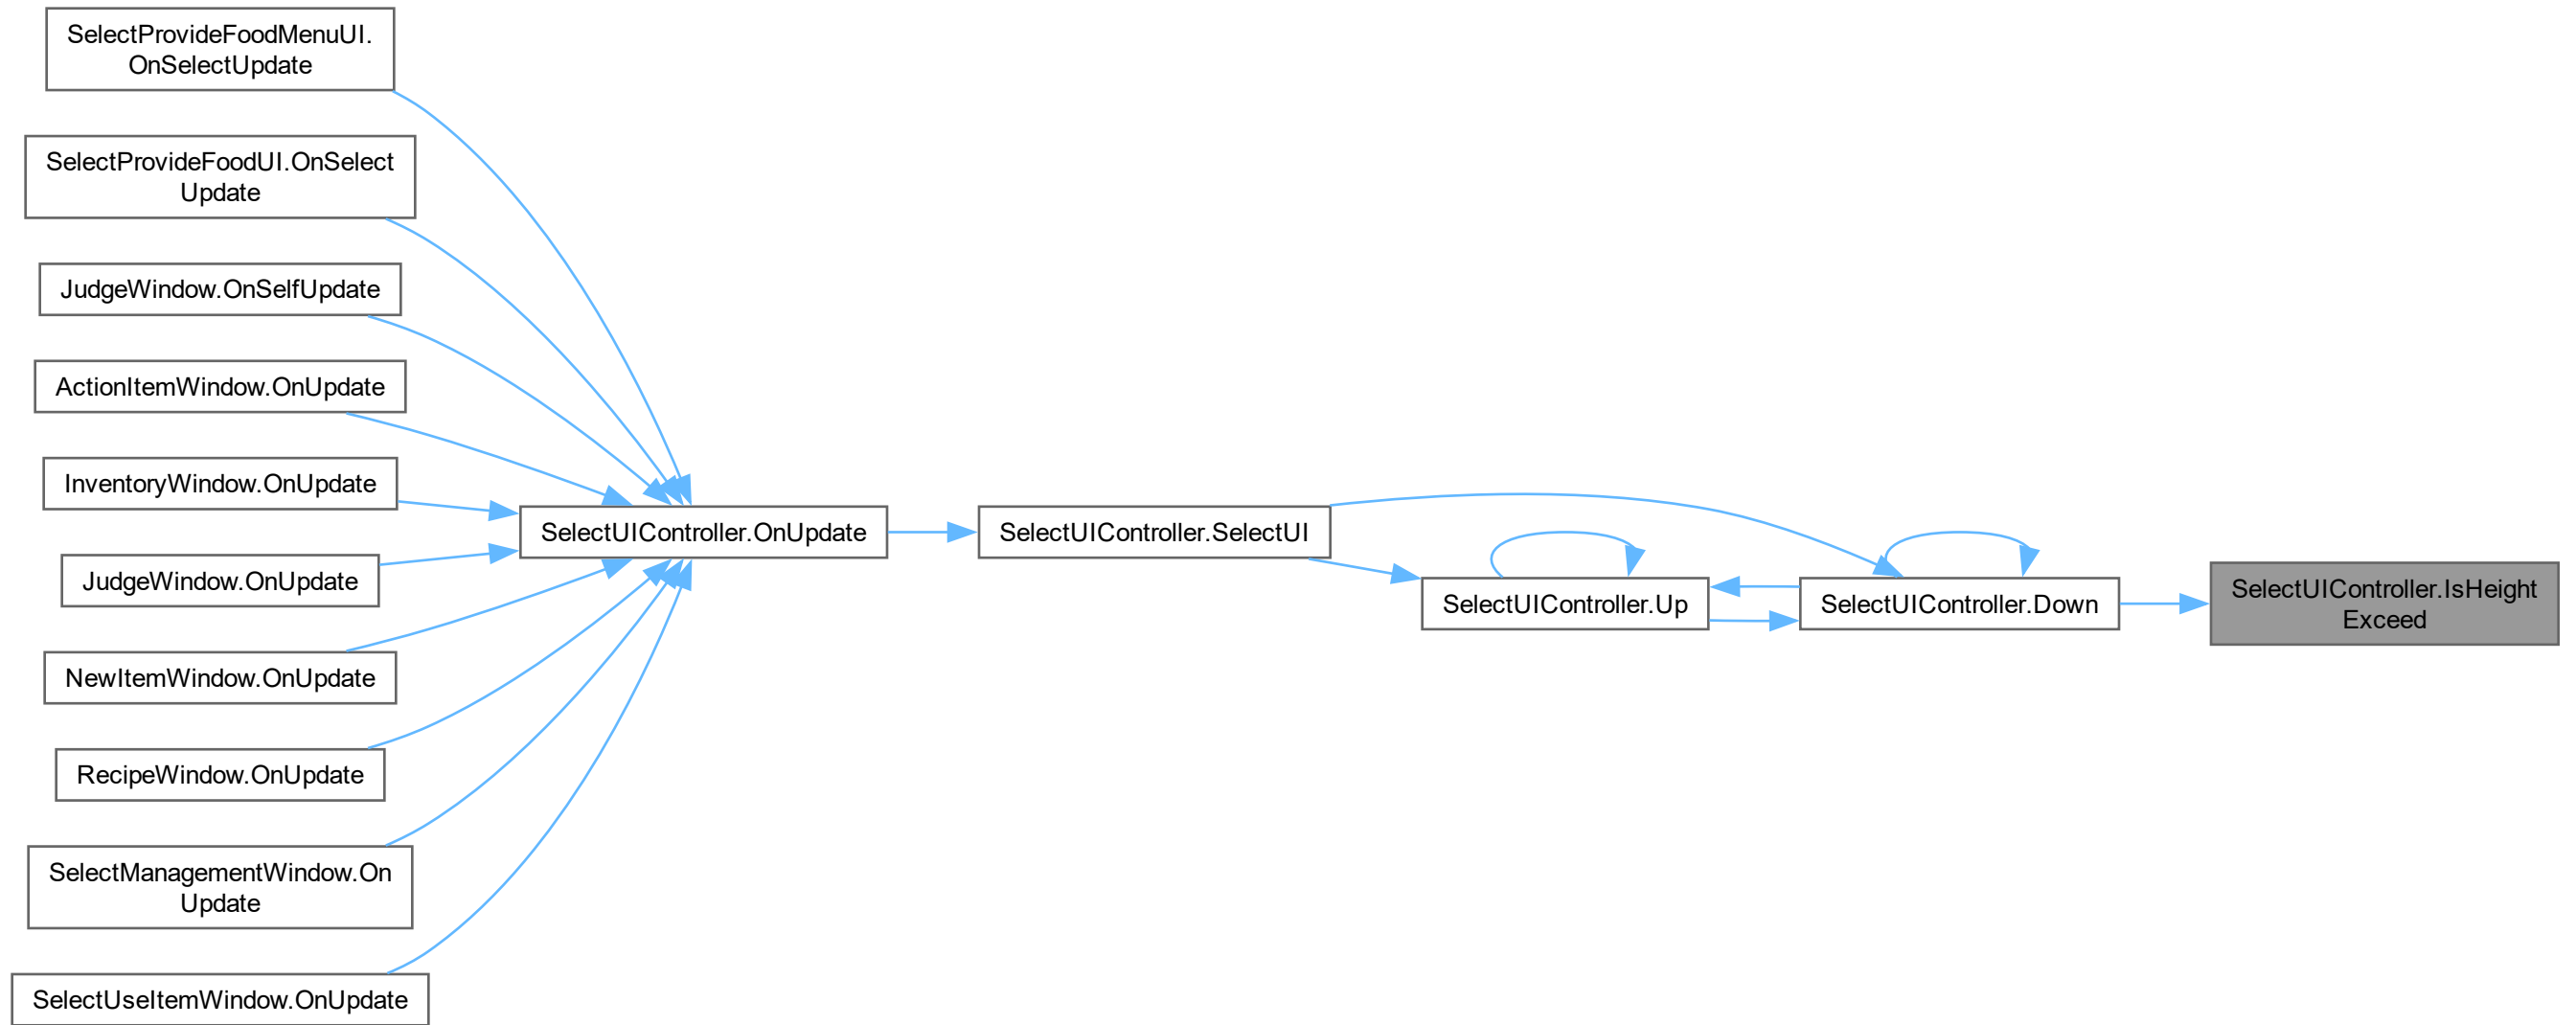 SelectProvideFoodMenuUI.
OnSelectUpdate
SelectProvideFoodUI.OnSelect
Update
JudgeWindow.OnSelfUpdate
ActionItemWindow.OnUpdate
InventoryWindow.OnUpdate
JudgeWindow.OnUpdate
NewItemWindow.OnUpdate
RecipeWindow.OnUpdate
SelectManagementWindow.On
Update
SelectUseItemWindow.OnUpdate
SelectUIController.OnUpdate
SelectUIController.SelectUI
SelectUIController.Up
SelectUIController.Down
SelectUIController.IsHeight
Exceed